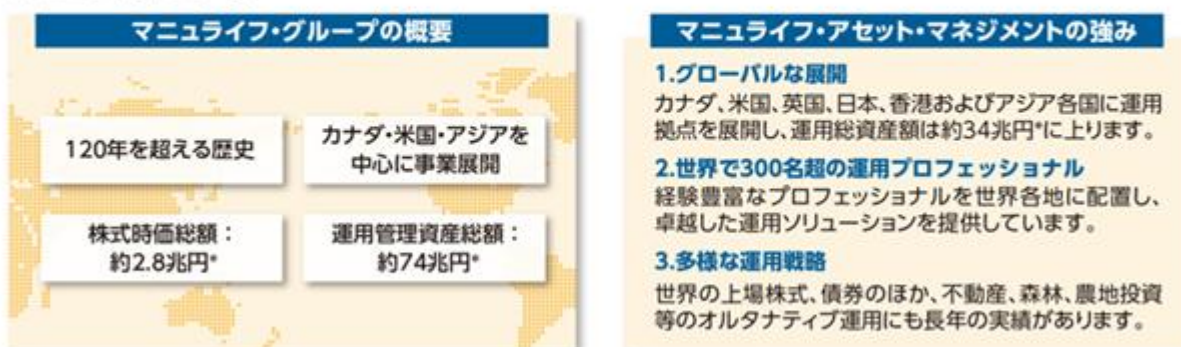 マニュライフ・グループの概要
120年を超える歴史
カナダ・米国・アジアを
中心に事業展開
株式時価総額：
約2.8兆円*
運用管理資産総額：
約74兆円*
マニュライフ・アセット・マネジメントの強み
1.グローバルな展開
カナダ、米国、英国、日本、香港およびアジア各国に運用
拠点を展開し、運用総資産額は約34兆円*に上ります。
2.世界で300名超の運用プロフェッショナル
経験豊富なプロフェッショナルを世界各地に配置し、
卓越した運用ソリューションを提供しています。
3.多様な運用戦略
世界の上場株式、債券のほか、不動産、森林、農地投資
等のオルタナティブ運用にも長年の実績があります。